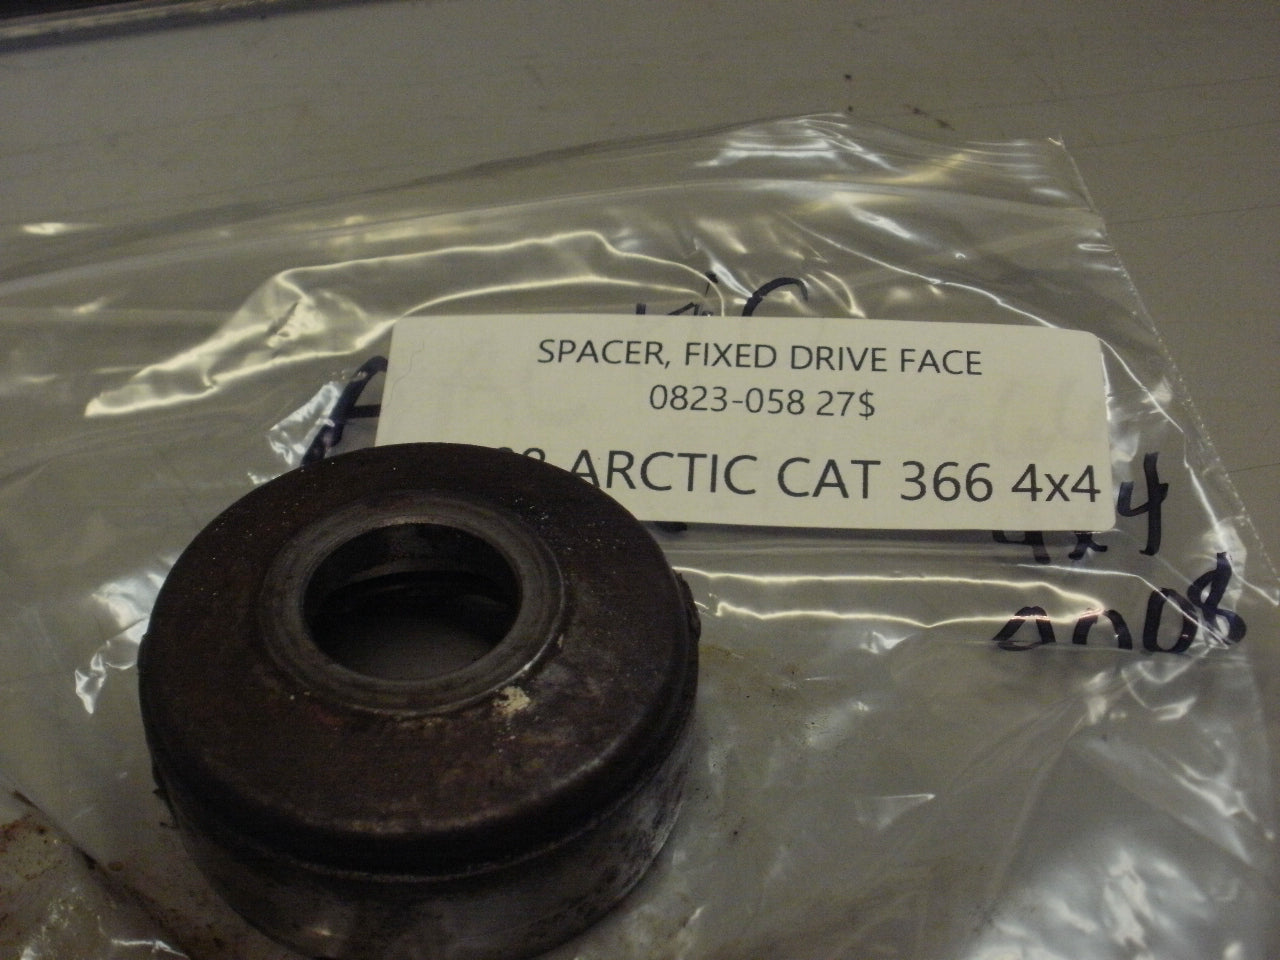 SPACER, FIXED DRIVE FACE
0823-058 27$
ARCTIC CAT 366 4x4
4x4
2008